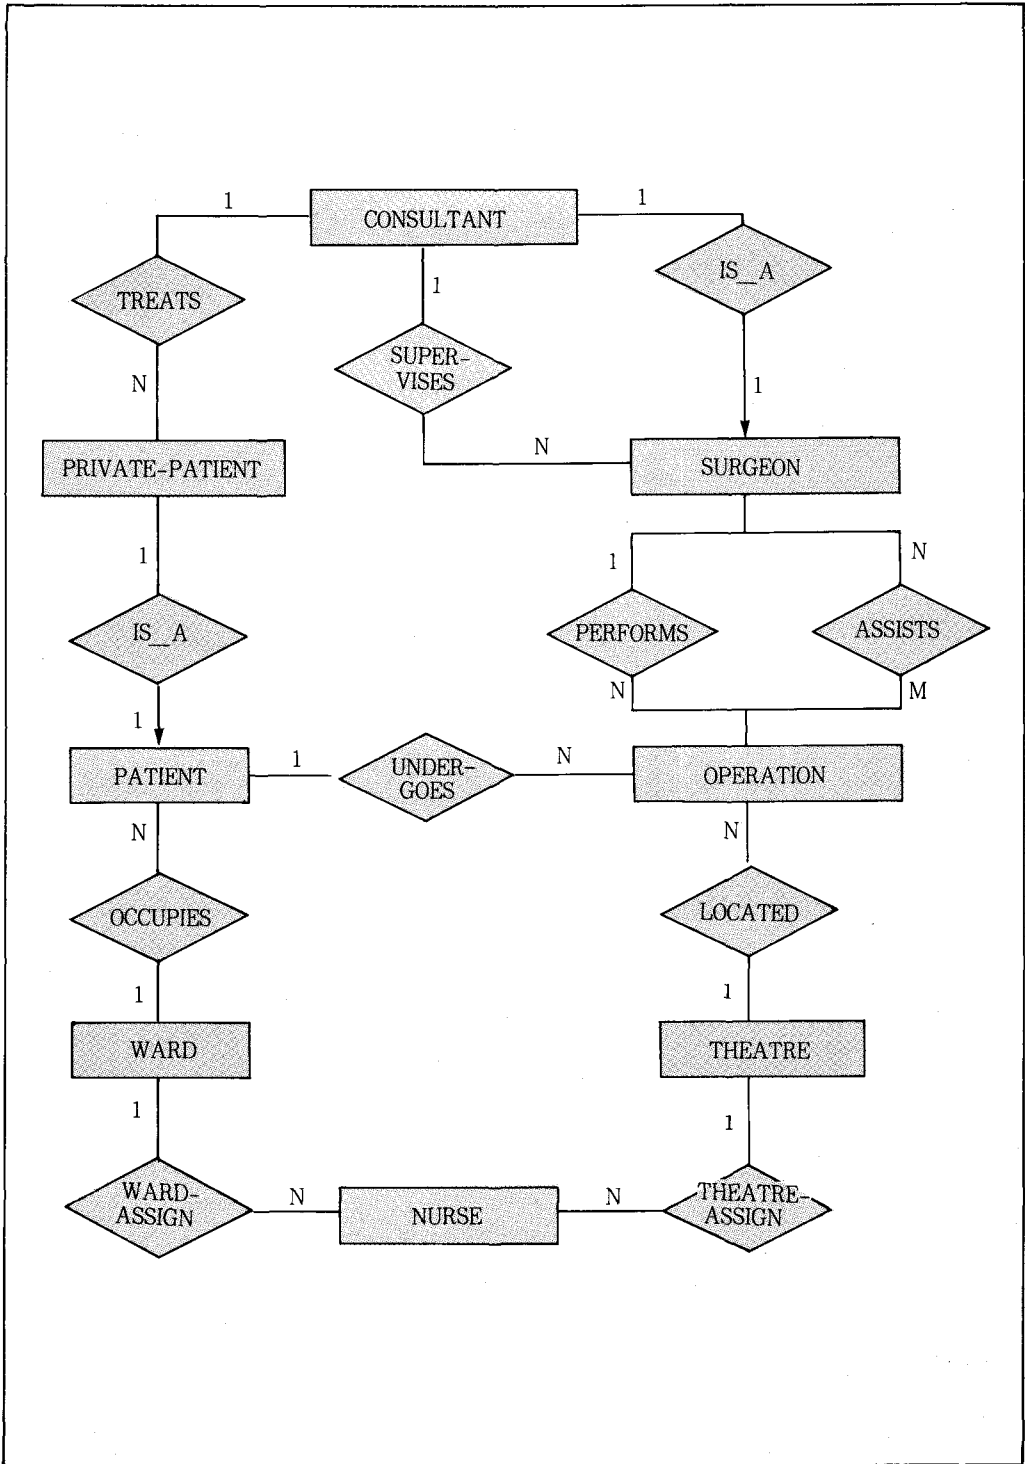 1
CONSULTANT
1
TREATS
1
IS_A
SUPER-
VISES
N
1
N
PRIVATE-PATIENT
SURGEON
1
1
N
IS_A
PERFORMS
ASSISTS
N
M
1
PATIENT
1
UNDER-
GOES
N
OPERATION
N
N
OCCUPIES
LOCATED
1
1
WARD
THEATRE
1
1
WARD-
ASSIGN
N
NURSE
N
THEATRE-
ASSIGN